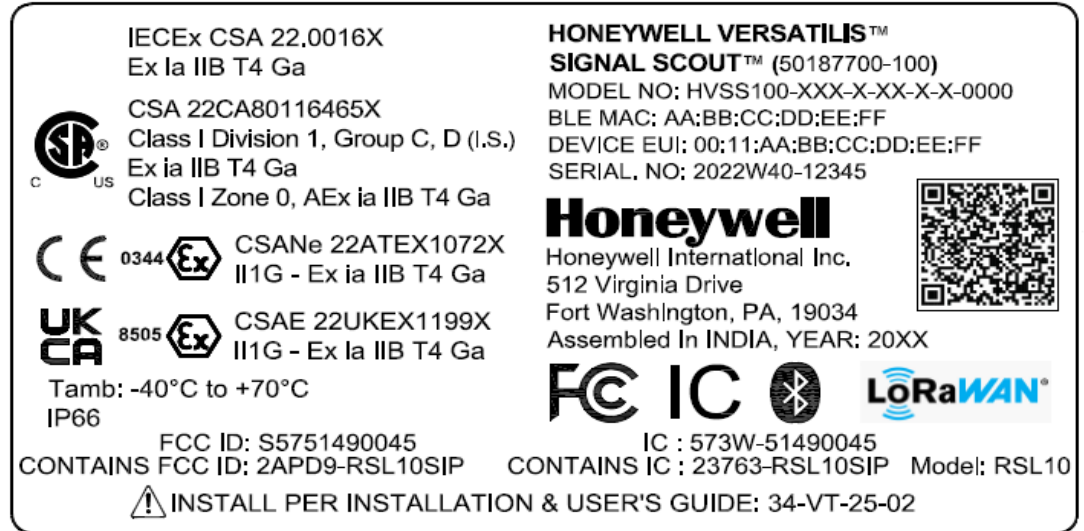 IECEx CSA 22.0016X
Ex Ia IIB T4 Ga
CSA 22CA80116465X
Class I Division 1, Group C, D (I.S.)
Ex ia IIB T4 Ga
Class I Zone 0, AEx ia IIB T4 Ga
SA ®
C US
CE 0344 Ex CSANe 22ATEX1072X
II1G - Ex ia IIB T4 Ga
UK
CA 8505 Ex CSAE 22UKEX1199X
II1G - Ex Ia IIB T4 Ga
Tamb: -40°C to +70°C
IP66
HONEYWELL VERSATILIS™
SIGNAL SCOUT™ (50187700-100)
MODEL NO: HVSS100-XXX-X-XX-X-X-0000
BLE MAC: AA:BB:CC:DD:EE:FF
DEVICE EUI: 00:11:AA:BB:CC:DD:EE:FF
SERIAL. NO: 2022W40-12345
Honeywell
Honeywell International Inc.
512 Virginia Drive
Fort Washington, PA, 19034
Assembled In INDIA, YEAR: 20XX
FC IC LoRaWAN®
FCC ID: S5751490045 IC : 573W-51490045
CONTAINS FCC ID: 2APD9-RSL10SIP CONTAINS IC : 23763-RSL10SIP Model: RSL10
INSTALL PER INSTALLATION & USER'S GUIDE: 34-VT-25-02